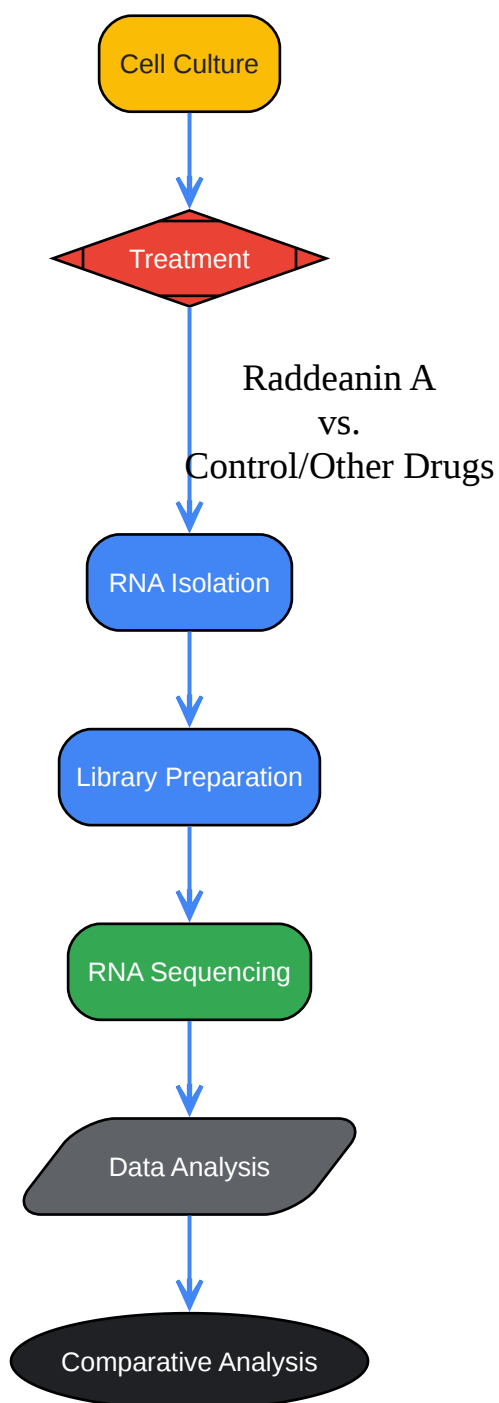 Cell Culture
Treatment
Raddeanin A
vs.
Control/Other Drugs
RNA Isolation
Library Preparation
RNA Sequencing
Data Analysis
Comparative Analysis